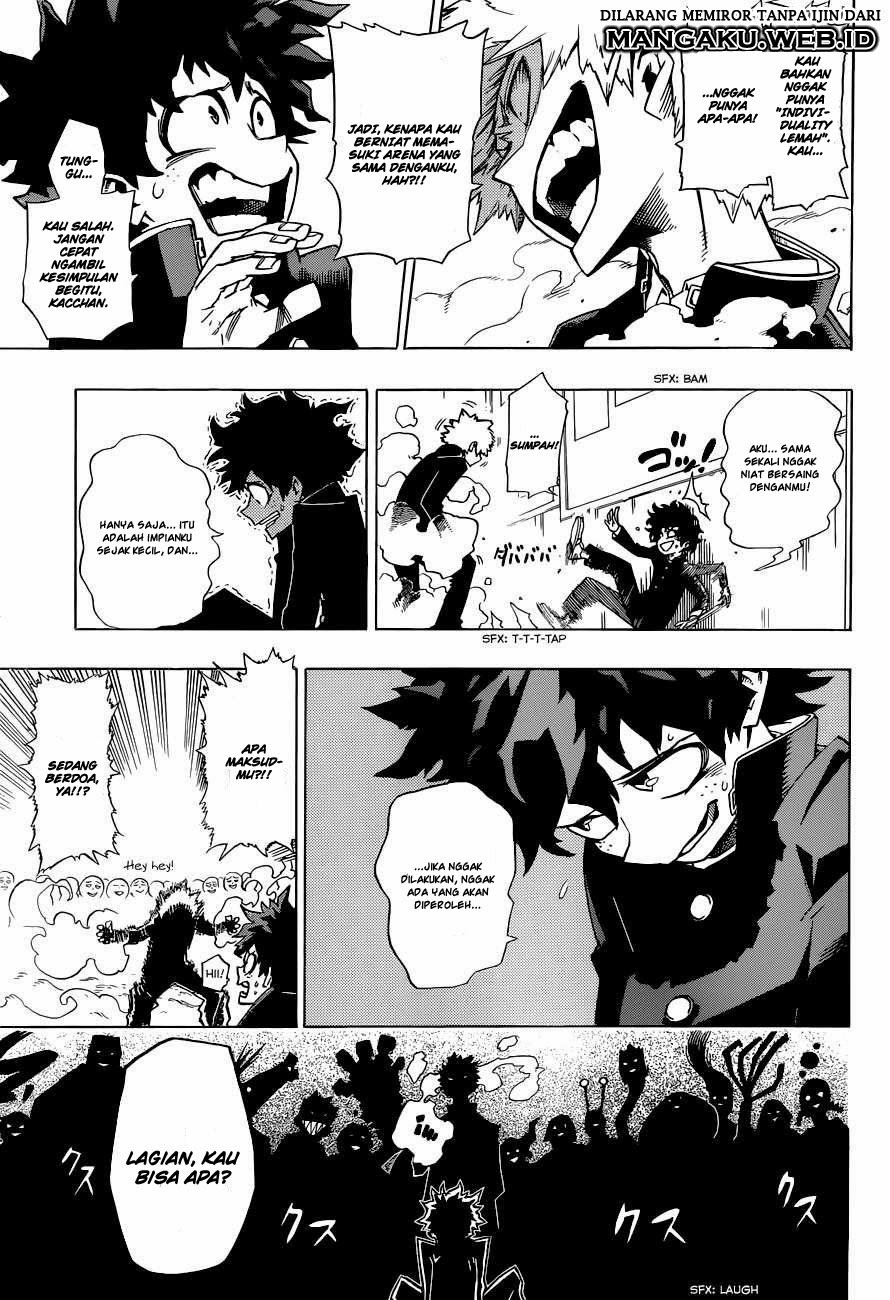 DILARANG MEMIROR TANPA IJIN DARI
MANGAKU.WEB.ID
KAU
BAHKAN
NGGAK
PUNYA
"INDIVI-
DUALITY
LEMAH".
KAU...
...NGGAK
PUNYA
APA-APA!
JADI, KENAPA KAU
BERNIAT MEMA-
SUKI ARENA YANG
SAMA DENGANKU,
HAH?!!
TUNG-
GU...
KAU SALAH.
JANGAN
CEPAT
NGAMBIL
KESIMPULAN
BEGITU,
KACCHAN.
SFX: BAM
AKU... SAMA
SEKALI NGGAK
NIAT BERSAING
DENGANMU!
ゴッ!
...
SUMPAH!
ダバババ
SFX: T-T-T-TAP
HANYA SAJA... ITU
ADALAH IMPIANKU
SEJAK KECIL, DAN...
...JIKA NGGAK
DILAKUKAN, NGGAK
ADA YANG AKAN
DIPEROLEH...
APA
MAKSUD-
MU?!!
SEDANG
BERDOA,
YA!!?
Hey hey!
HII!
LAGIAN, KAU
BISA APA?
クス
クス
クス
クス
SFX: LAUGH